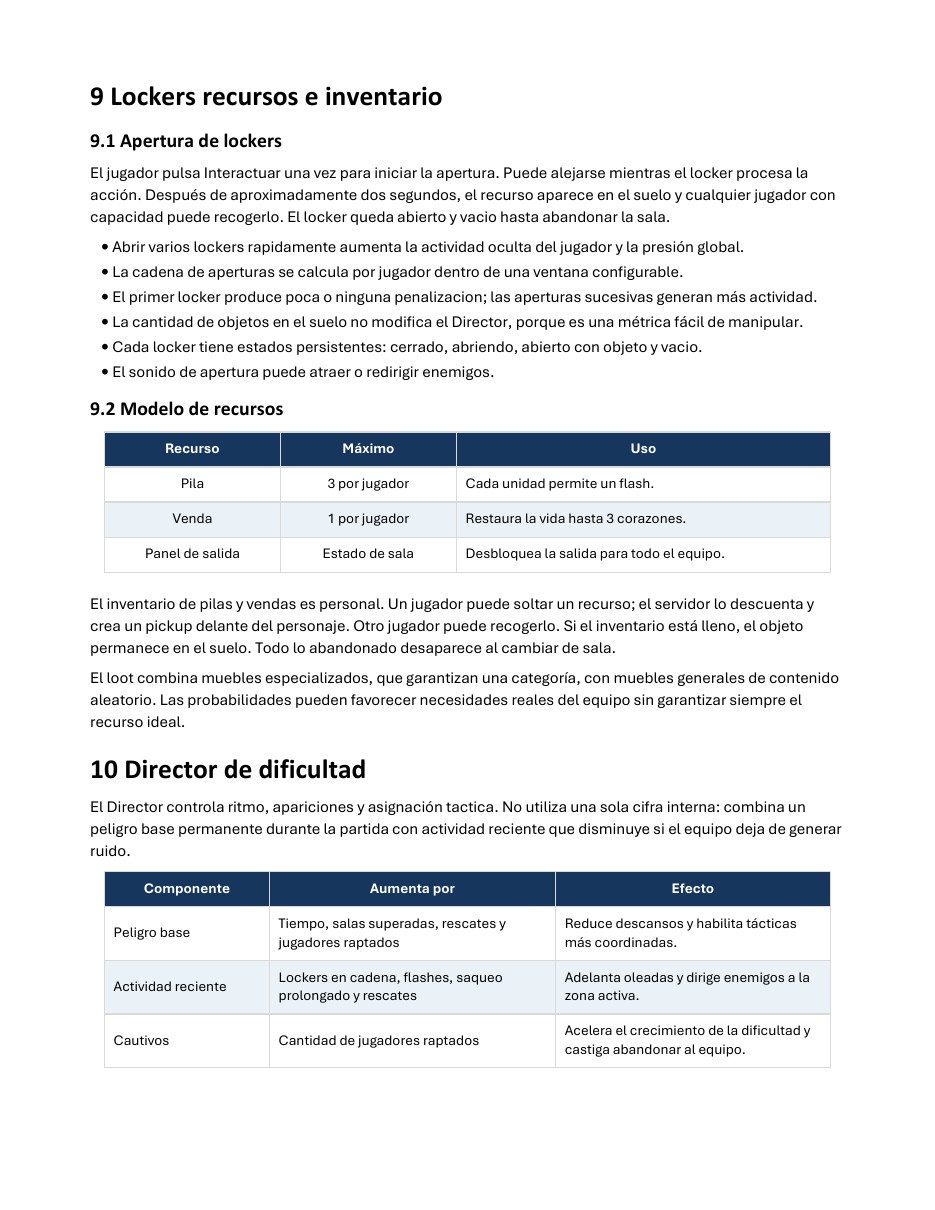 9 Lockers recursos e inventario
9.1 Apertura de lockers
El jugador pulsa Interactuar una vez para iniciar la apertura. Puede alejarse mientras el locker procesa la
acción. Después de aproximadamente dos segundos, el recurso aparece en el suelo y cualquier jugador con
capacidad puede recogerlo. El locker queda abierto y vacio hasta abandonar la sala.
• Abrir varios lockers rapidamente aumenta la actividad oculta del jugador y la presión global.
• La cadena de aperturas se calcula por jugador dentro de una ventana configurable.
• El primer locker produce poca o ninguna penalizacion; las aperturas sucesivas generan más actividad.
• La cantidad de objetos en el suelo no modifica el Director, porque es una métrica fácil de manipular.
• Cada locker tiene estados persistentes: cerrado, abriendo, abierto con objeto y vacio.
• El sonido de apertura puede atraer o redirigir enemigos.
9.2 Modelo de recursos
Recurso Máximo Uso
Pila 3 por jugador Cada unidad permite un flash.
Venda 1 por jugador Restaura la vida hasta 3 corazones.
Panel de salida Estado de sala Desbloquea la salida para todo el equipo.
El inventario de pilas y vendas es personal. Un jugador puede soltar un recurso; el servidor lo descuenta y
crea un pickup delante del personaje. Otro jugador puede recogerlo. Si el inventario está lleno, el objeto
permanece en el suelo. Todo lo abandonado desaparece al cambiar de sala.
El loot combina muebles especializados, que garantizan una categoría, con muebles generales de contenido
aleatorio. Las probabilidades pueden favorecer necesidades reales del equipo sin garantizar siempre el
recurso ideal.
10 Director de dificultad
El Director controla ritmo, apariciones y asignación tactica. No utiliza una sola cifra interna: combina un
peligro base permanente durante la partida con actividad reciente que disminuye si el equipo deja de generar
ruido.
Componente Aumenta por Efecto
Peligro base
Tiempo, salas superadas, rescates y
jugadores raptados
Reduce descansos y habilita tácticas
más coordinadas.
Actividad reciente
Lockers en cadena, flashes, saqueo
prolongado y rescates
Adelanta oleadas y dirige enemigos a la
zona activa.
Cautivos
Cantidad de jugadores raptados
Acelera el crecimiento de la dificultad y
castiga abandonar al equipo.